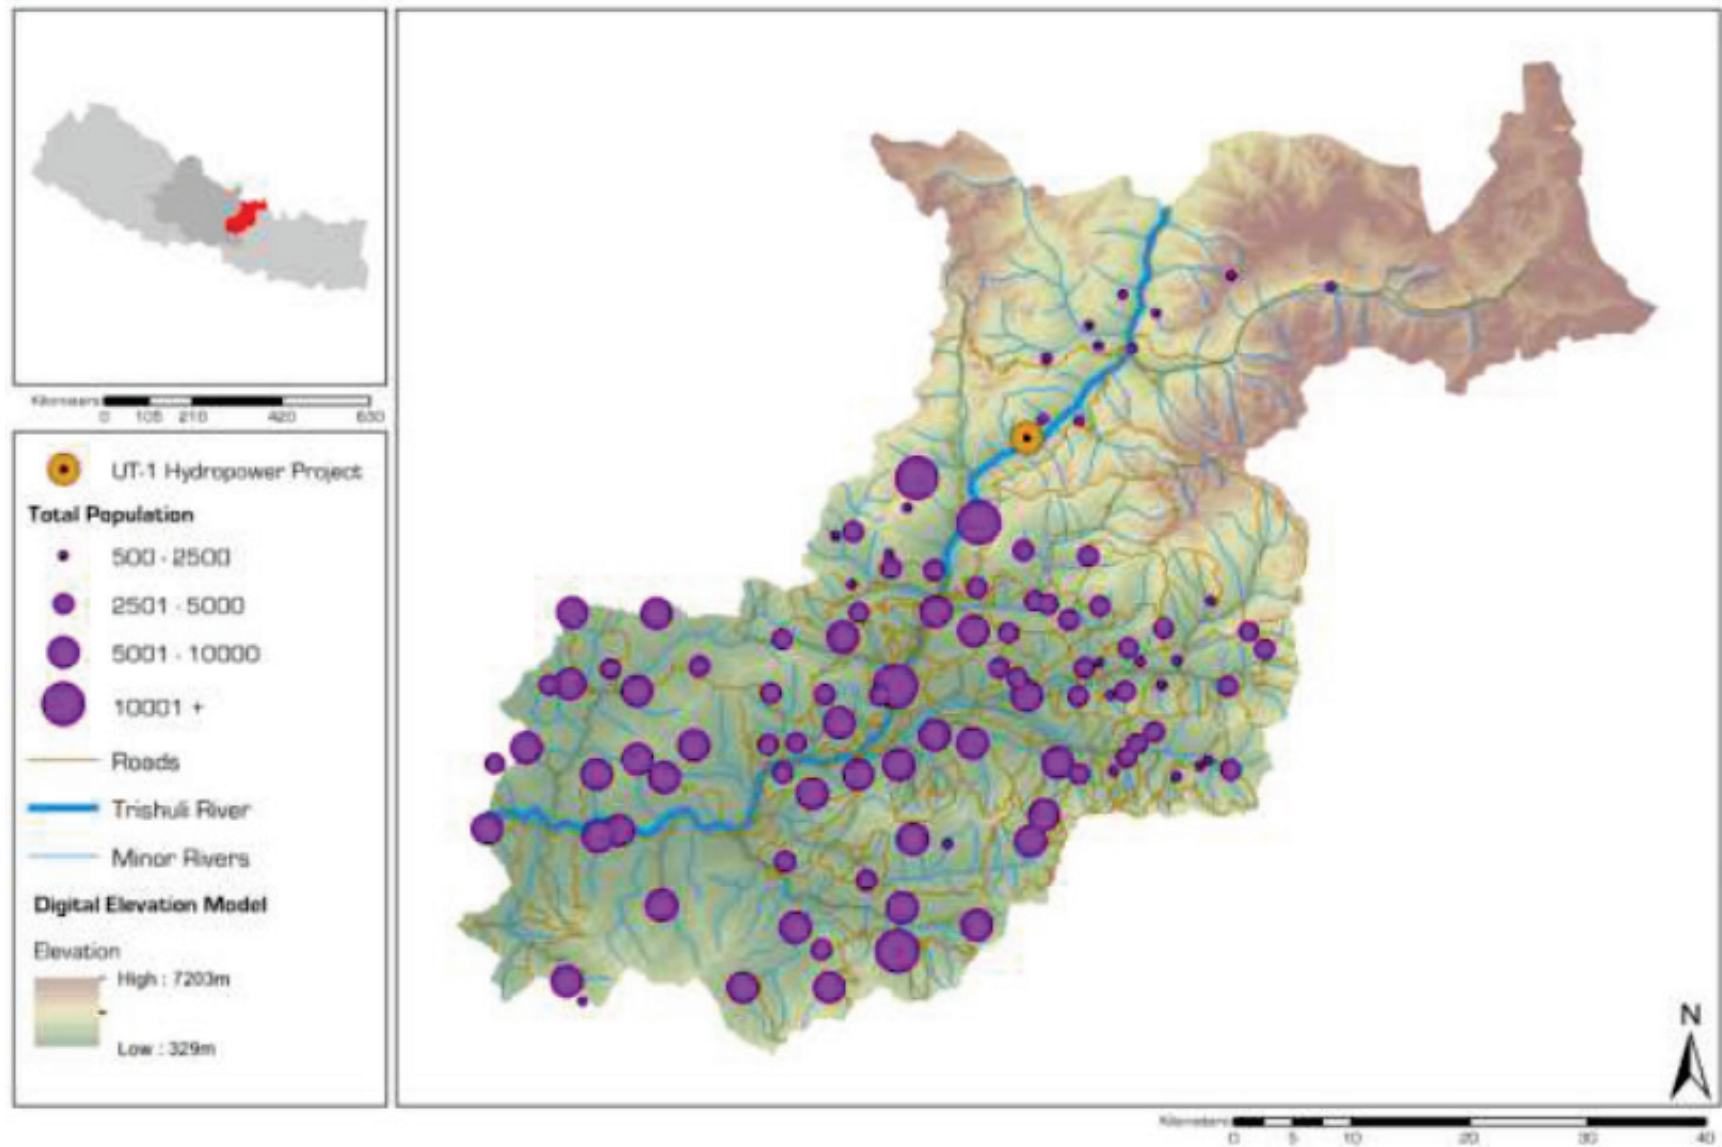 Kilometers
0 105 210 420 630
UT-1 Hydropower Project
Total Population
500 - 2500
2501 - 5000
5001 - 10000
10001 +
Roads
Trishuli River
Minor Rivers
Digital Elevation Model
Elevation
High : 7203m
Low : 329m
N
Kilometers
0 5 10 20 30 40